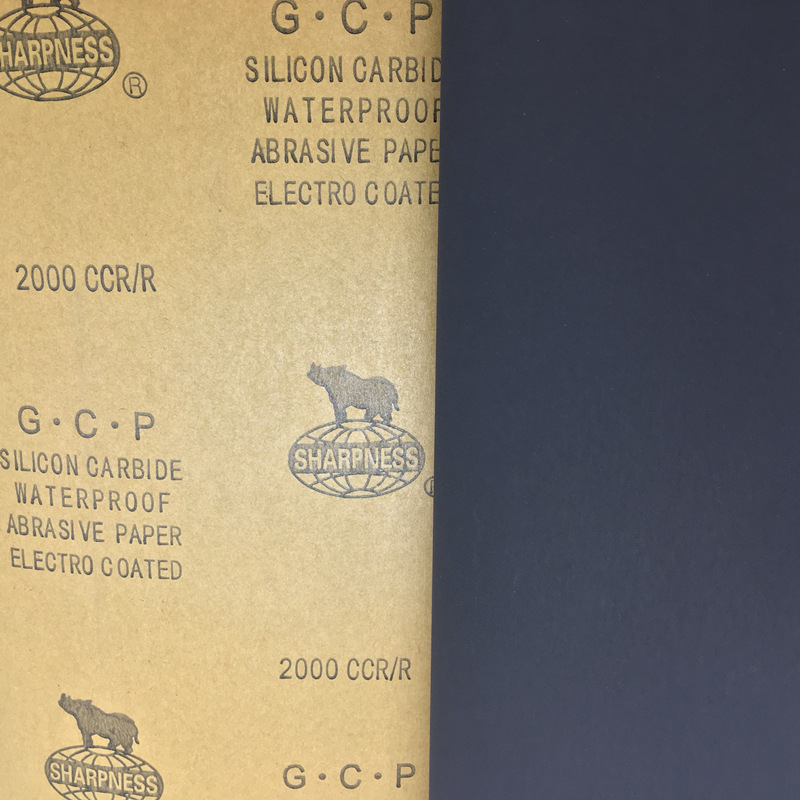 SHARPNESS
®
G·C·P
SILICON CARBID
WATERPROOF
ABRASIVE PAPE
ELECTRO COATE
2000 CCR/R
SHARPNESS
G·C·P
SILICON CARBIDE
WATERPROOF
ABRASIVE PAPER
ELECTRO COATED
2000 CCR/R
SHARPNESS
G·C·P